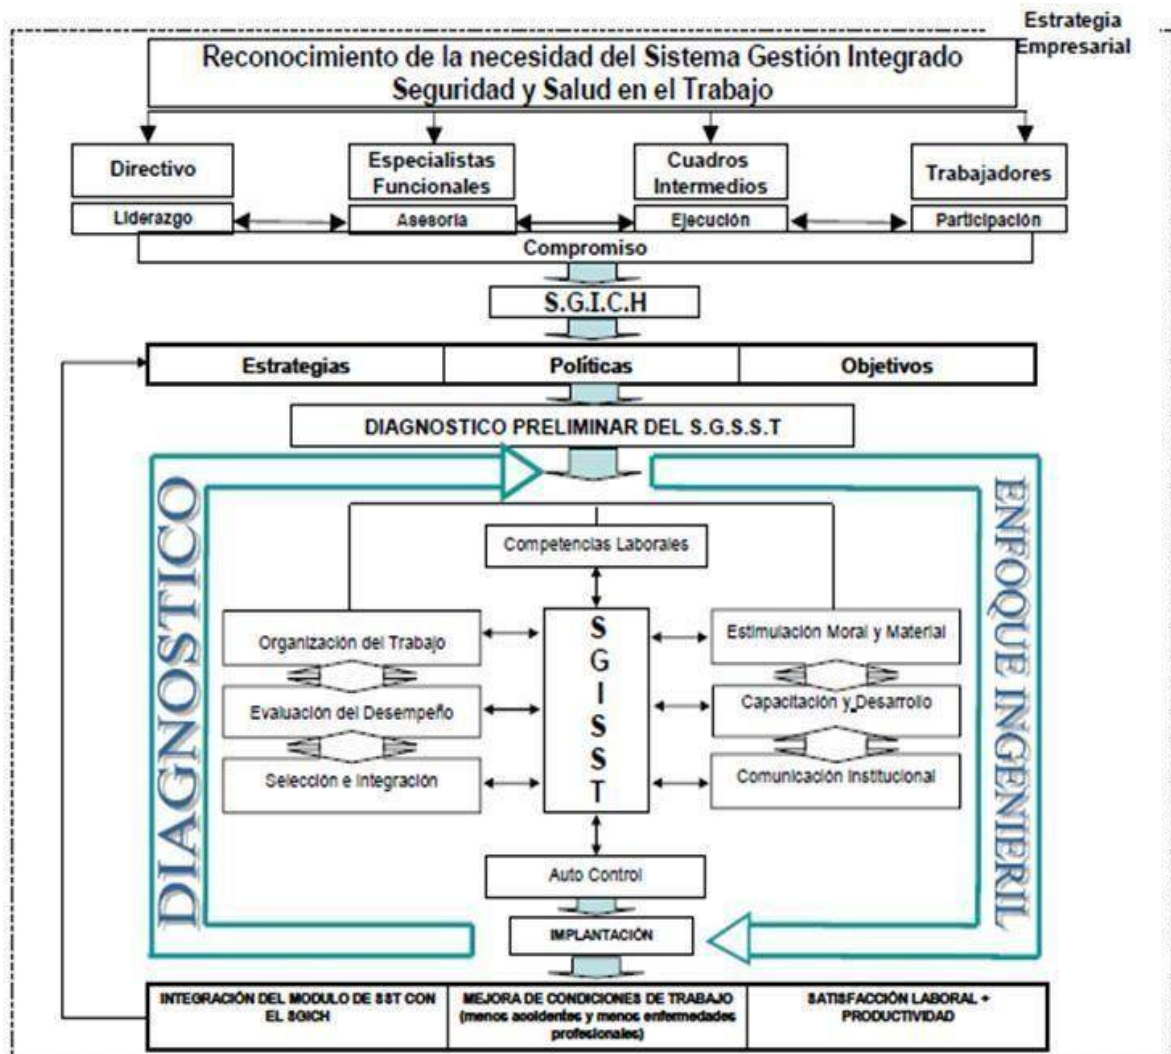 Estrategia
Empresarial
Reconocimiento de la necesidad del Sistema Gestión Integrado
Seguridad y Salud en el Trabajo
Directivo
Especialistas
Funcionales
Cuadros
Intermedios
Trabajadores
Liderazgo
Asesoria
Ejecución
Participación
Compromiso
S.G.I.C.H
Estrategias
Políticas
Objetivos
DIAGNOSTICO PRELIMINAR DEL S.G.S.S.T
DIAGNOSTICO
ENFOQUE INGENIERIL
Competencias Laborales
Organización del Trabajo
Evaluación del Desempeño
Selección e Integración
S
G
I
S
S
T
Estimulación Moral y Material
Capacitación y Desarrollo
Comunicación Institucional
Auto Control
IMPLANTACIÓN
INTEGRACIÓN DEL MODULO DE SST CON
EL SGICH
MEJORA DE CONDICIONES DE TRABAJO
(menos accidentes y menos enfermedades
profesionales)
SATISFACCIÓN LABORAL +
PRODUCTIVIDAD